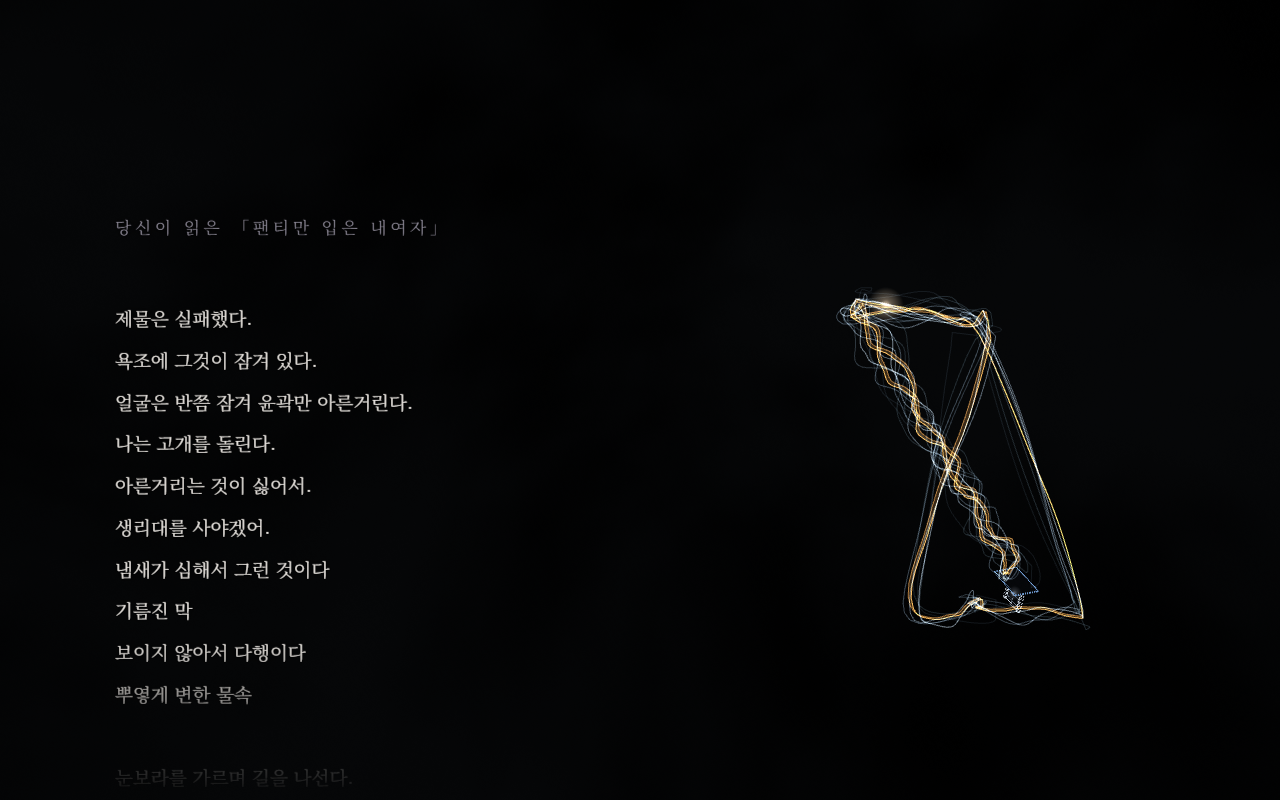 당신이 읽은 「팬티만 입은 내여자」
제물은 실패했다.
욕조에 그것이 잠겨 있다.
얼굴은 반쯤 잠겨 윤곽만 아른거린다.
나는 고개를 돌린다.
아른거리는 것이 싫어서.
생리대를 사야겠어.
냄새가 심해서 그런 것이다
기름진 막
보이지 않아서 다행이다
뿌옇게 변한 물속
눈보라를 가르며 길을 나선다.